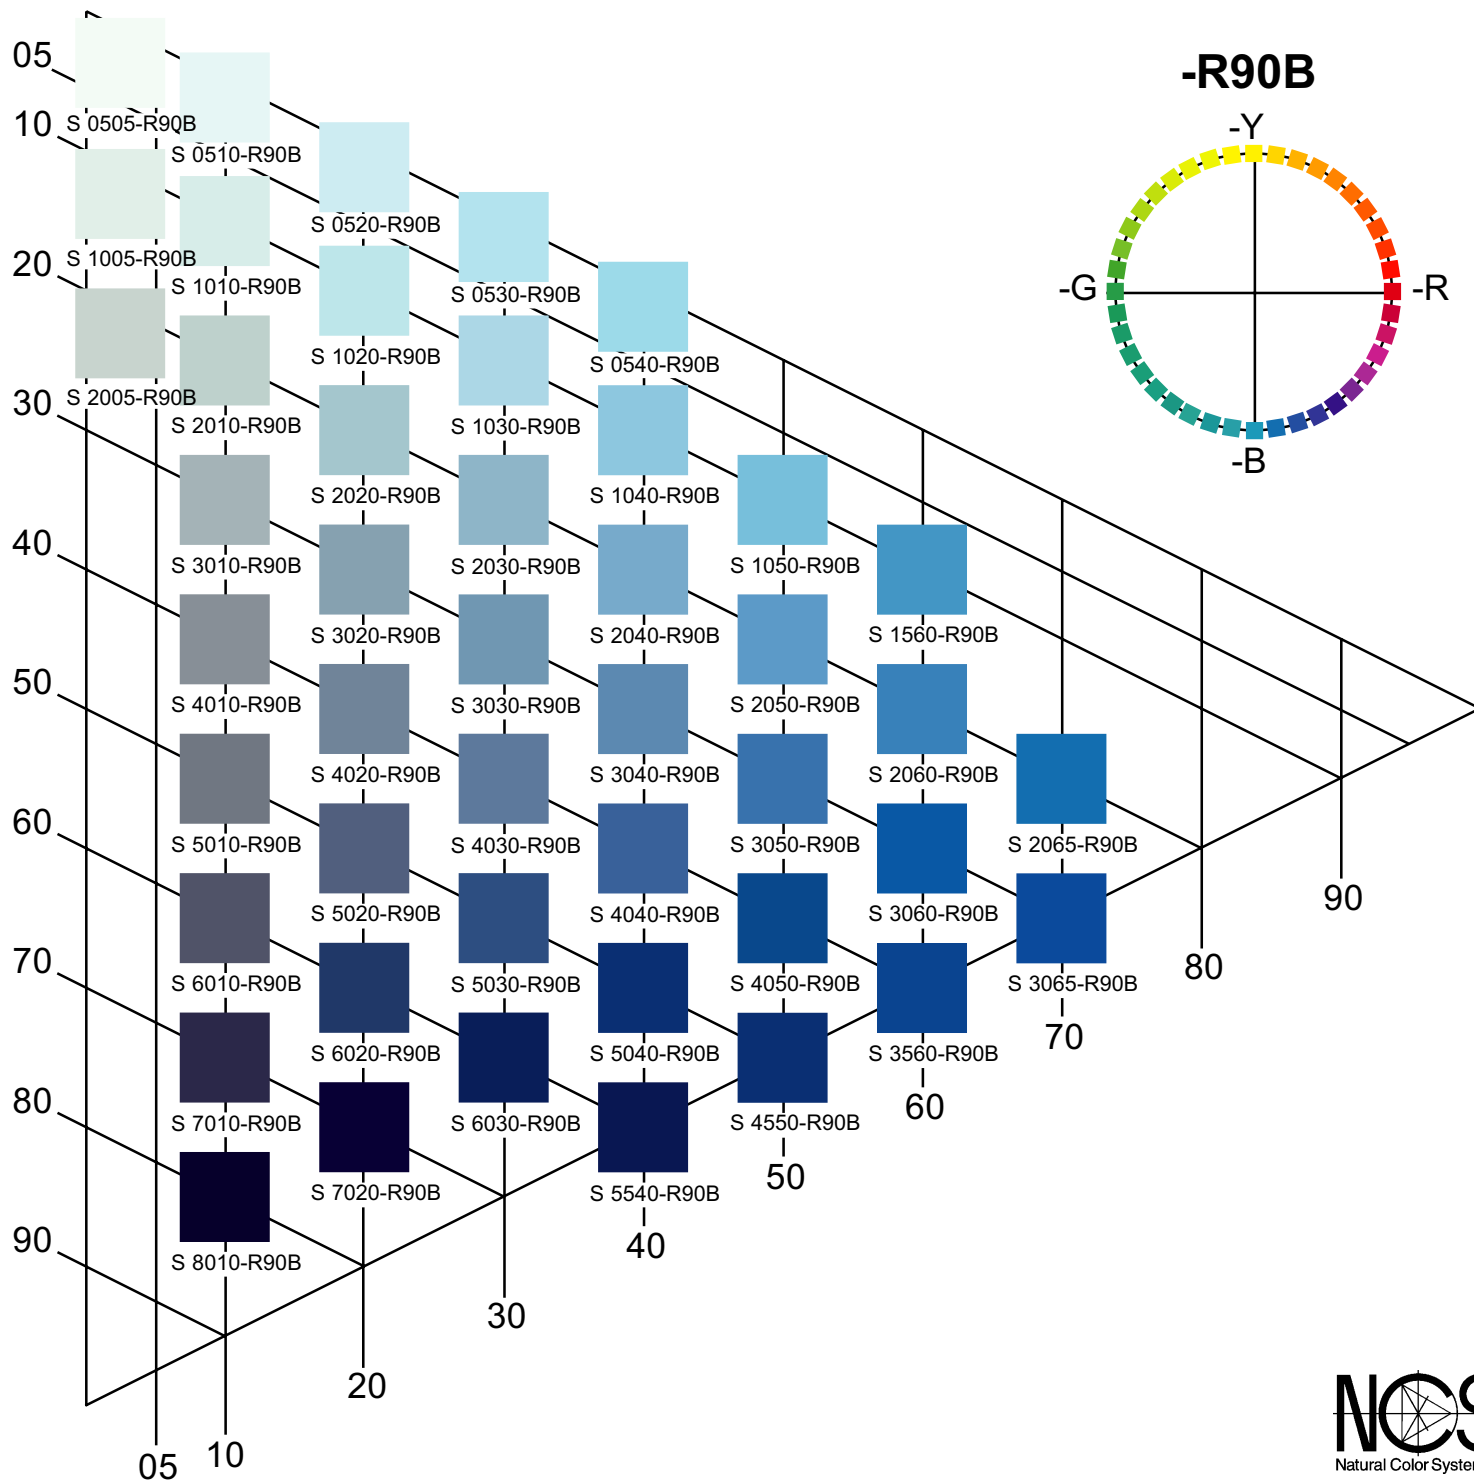 -R90B
-Y
-G
-R
-B
05
10
20
30
40
50
60
70
80
90
S 0505-R90B
S 0510-R90B
S 0520-R90B
S 0530-R90B
S 0540-R90B
S 1005-R90B
S 1010-R90B
S 1020-R90B
S 1030-R90B
S 1040-R90B
S 1050-R90B
S 1560-R90B
S 2005-R90B
S 2010-R90B
S 2020-R90B
S 2030-R90B
S 2040-R90B
S 2050-R90B
S 2060-R90B
S 2065-R90B
S 3010-R90B
S 3020-R90B
S 3030-R90B
S 3040-R90B
S 3050-R90B
S 3060-R90B
S 3065-R90B
S 4010-R90B
S 4020-R90B
S 4030-R90B
S 4040-R90B
S 4050-R90B
S 3560-R90B
S 5010-R90B
S 5020-R90B
S 5030-R90B
S 5040-R90B
S 4550-R90B
S 6010-R90B
S 6020-R90B
S 6030-R90B
S 5540-R90B
S 7010-R90B
S 7020-R90B
S 8010-R90B
05
10
20
30
40
50
60
70
80
90
NCS
Natural Color System